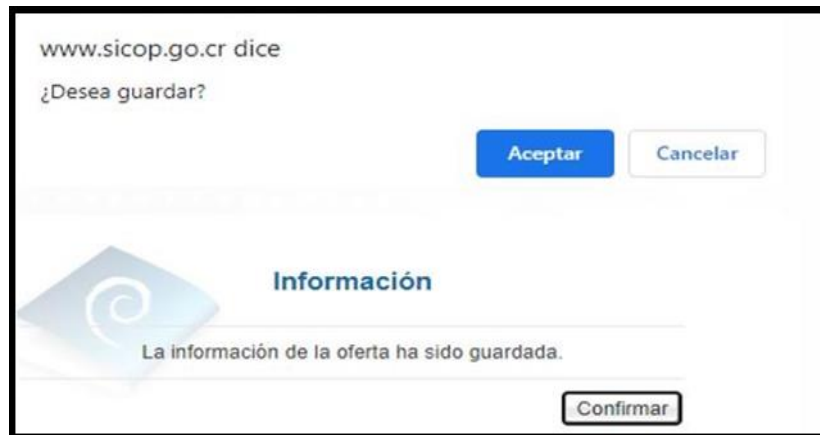 www.sicop.go.cr dice
¿Desea guardar?
Aceptar Cancelar
Información
La información de la oferta ha sido guardada.
Confirmar